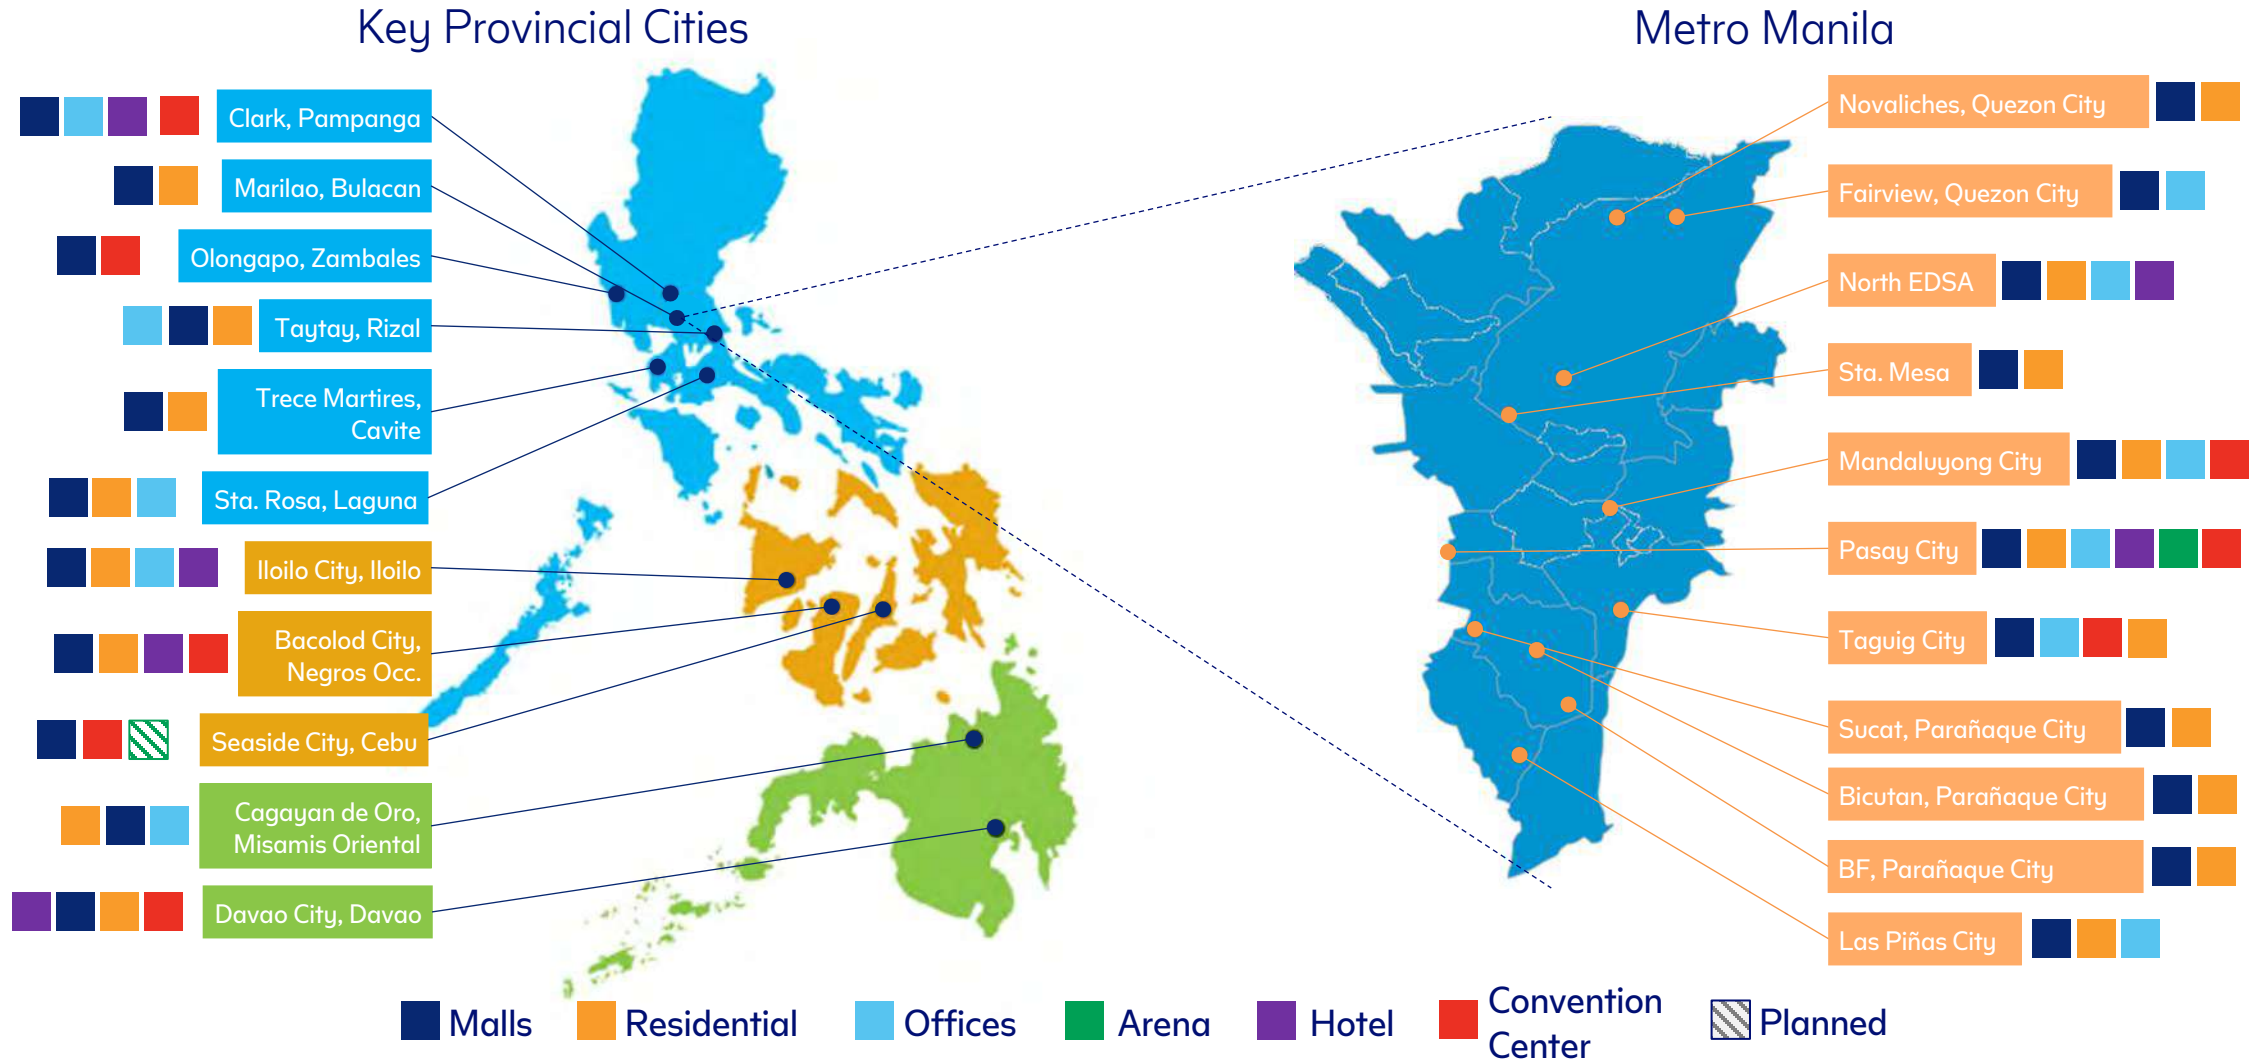 Key Provincial Cities
Metro Manila
Clark, Pampanga
Marilao, Bulacan
Olongapo, Zambales
Taytay, Rizal
Trece Martires,
Cavite
Sta. Rosa, Laguna
Iloilo City, Iloilo
Bacolod City,
Negros Occ.
Seaside City, Cebu
Cagayan de Oro,
Misamis Oriental
Davao City, Davao
Novaliches, Quezon City
Fairview, Quezon City
North EDSA
Sta. Mesa
Mandaluyong City
Pasay City
Taguig City
Sucat, Parañaque City
Bicutan, Parañaque City
BF, Parañaque City
Las Piñas City
Malls
Residential
Offices
Arena
Hotel
Convention
Center
Planned